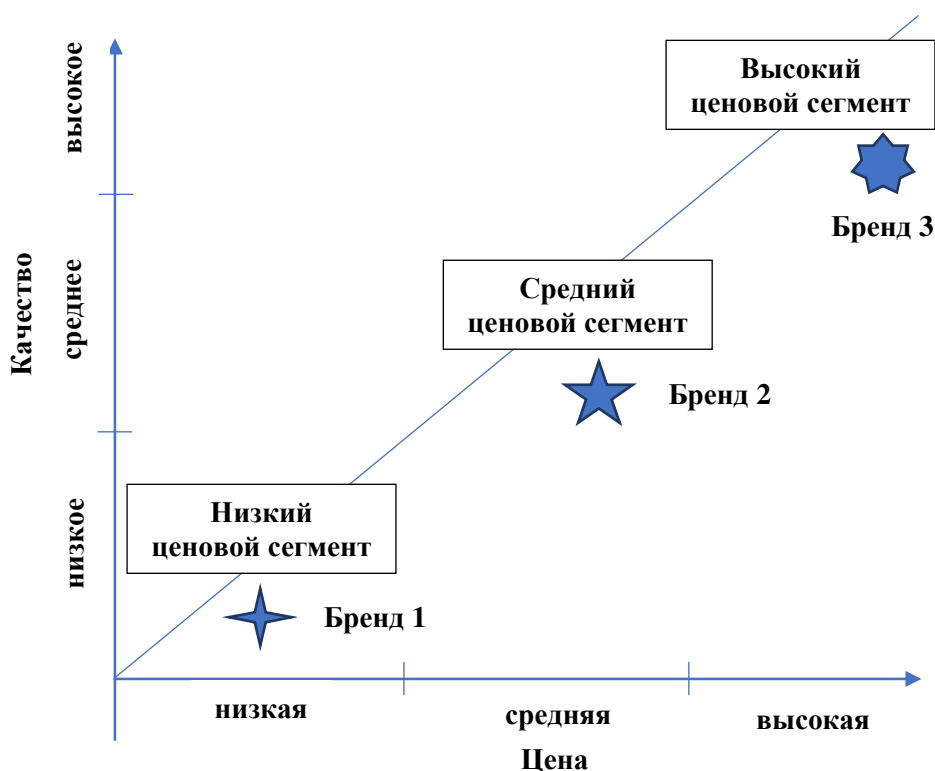 высокое
Высокий
ценовой сегмент
Бренд 3
Качество
среднее
Средний
ценовой сегмент
Бренд 2
низкое
Низкий
ценовой сегмент
Бренд 1
низкая
средняя
высокая
Цена